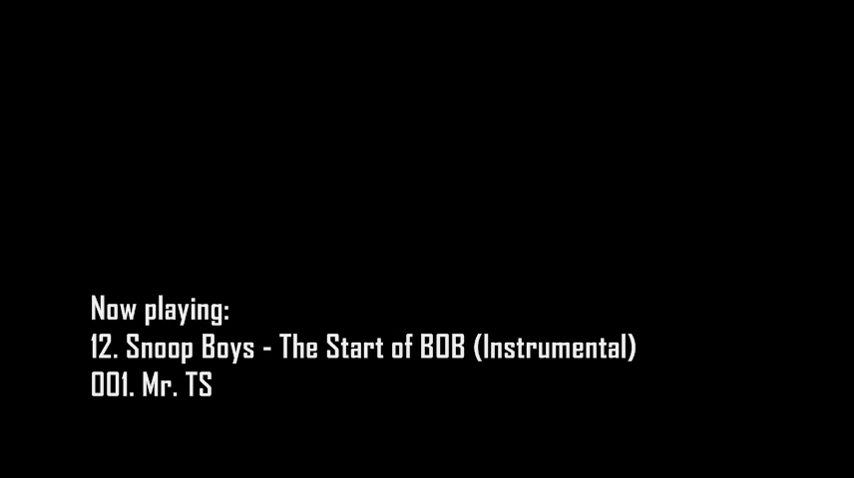 Now playing:
12. Snoop Boys - The Start of BOB (Instrumental)
001. Mr. TS